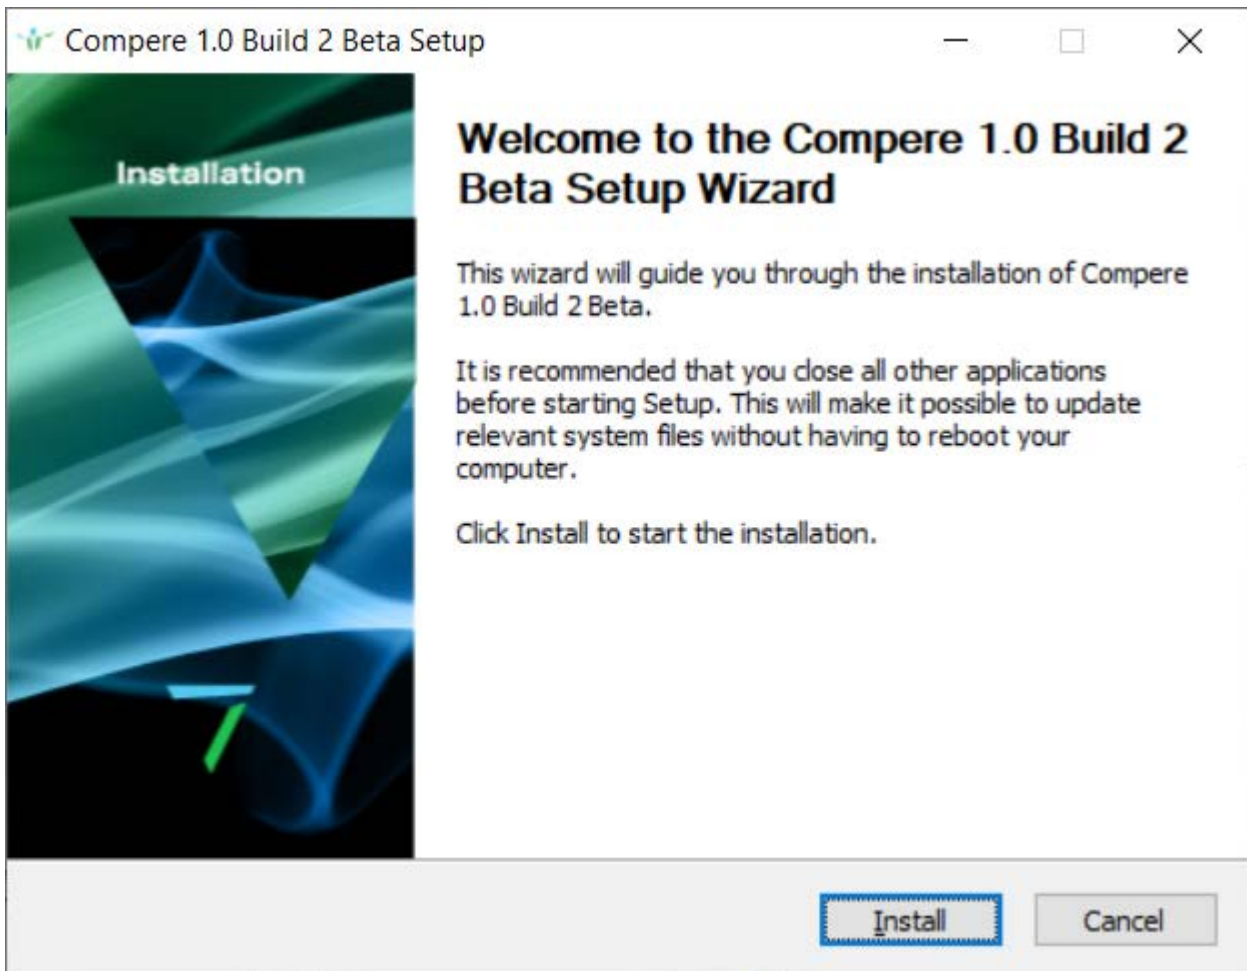 Compere 1.0 Build 2 Beta Setup
Installation
Welcome to the Compere 1.0 Build 2
Beta Setup Wizard
This wizard will guide you through the installation of Compere
1.0 Build 2 Beta.
It is recommended that you close all other applications
before starting Setup. This will make it possible to update
relevant system files without having to reboot your
computer.
Click Install to start the installation.
Install
Cancel